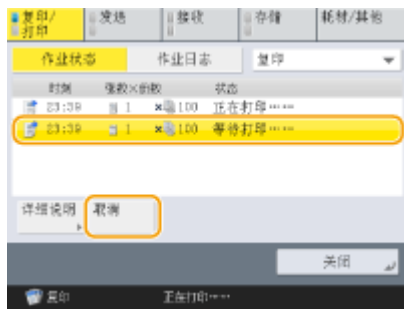 复印/打印 发送 接收 存储 耗材/其他
作业状态 作业日志 复印
时刻 张数×份数 状态
23:39 1 × 100 正在打印……
23:39 1 × 100 等待打印……
详细说明 取消
关闭
复印 正在打印……